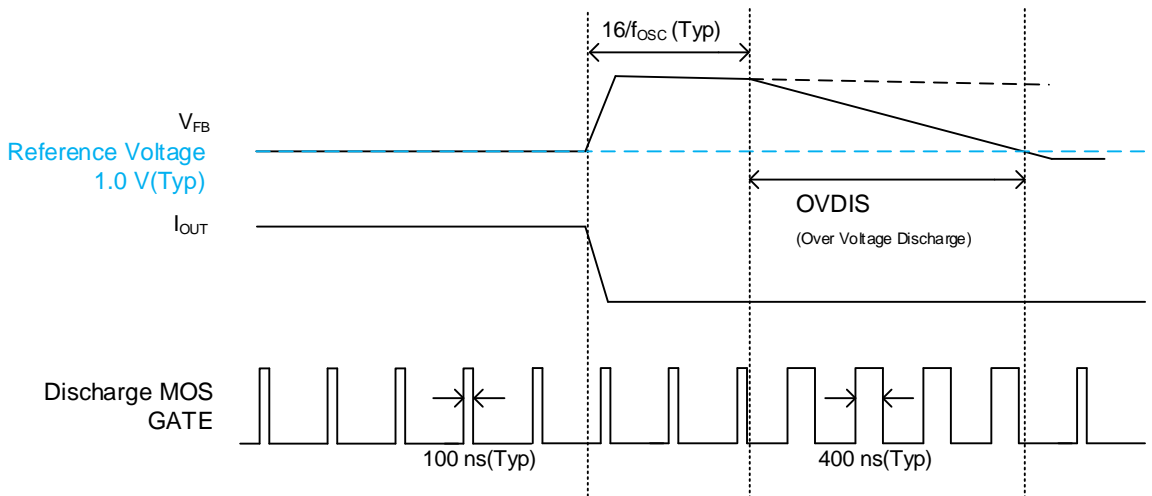 16/fOSC (Typ)
VFB
Reference Voltage
1.0 V(Typ)
OVDIS
(Over Voltage Discharge)
IOUT
Discharge MOS
GATE
100 ns(Typ)
400 ns(Typ)